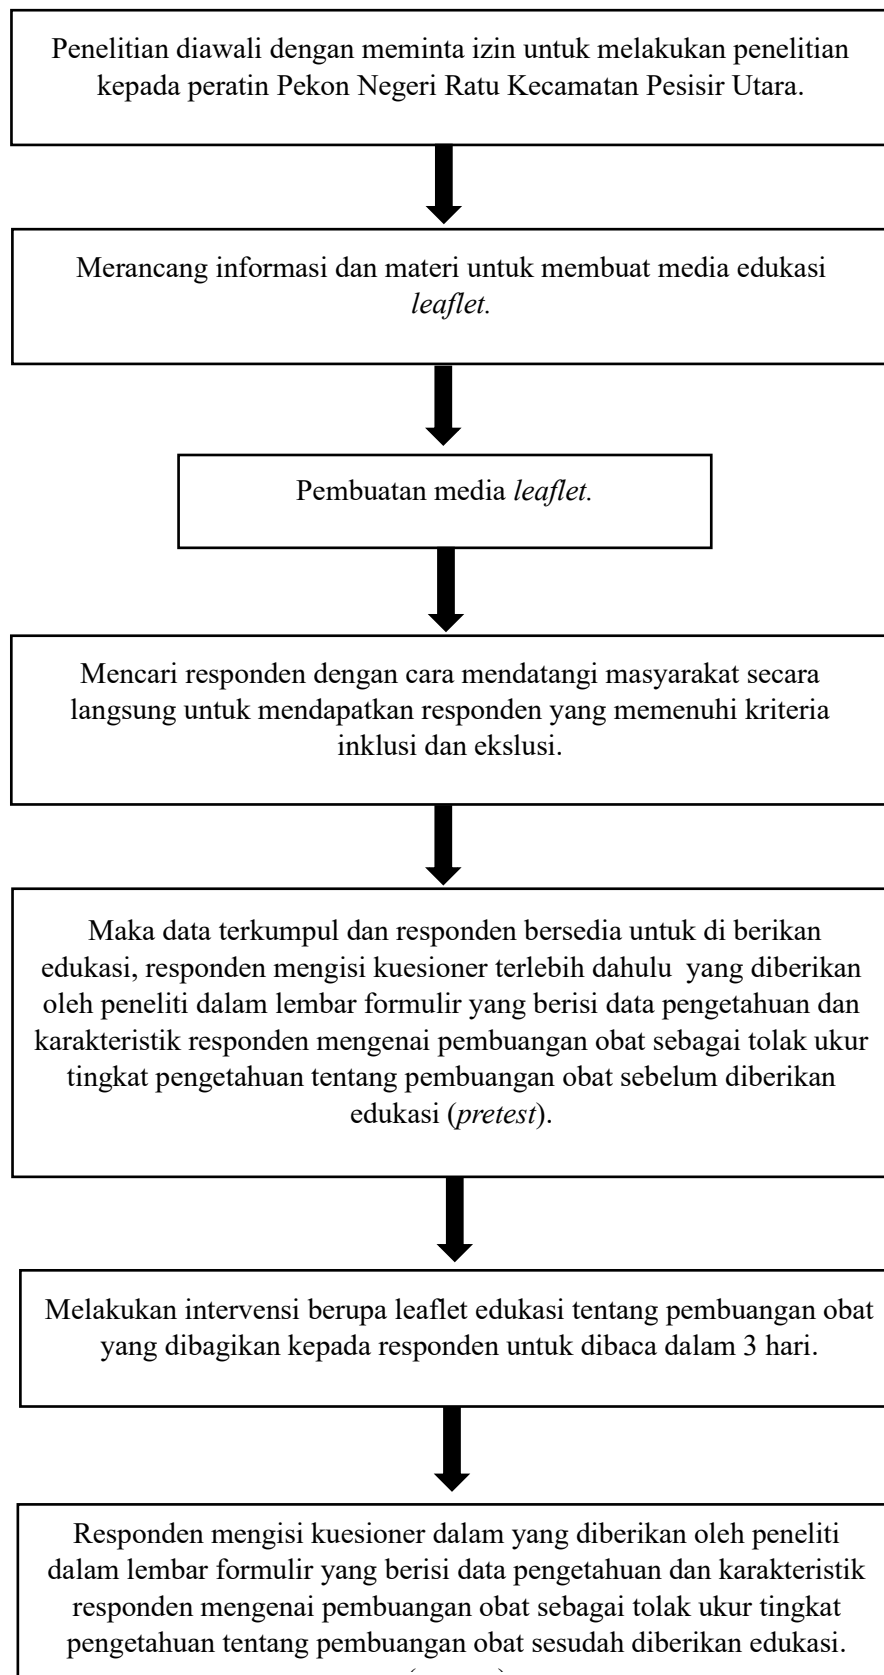 Penelitian diawali dengan meminta izin untuk melakukan penelitian
kepada peratin Pekon Negeri Ratu Kecamatan Pesisir Utara.
Merancang informasi dan materi untuk membuat media edukasi
leaflet.
Pembuatan media leaflet.
Mencari responden dengan cara mendatangi masyarakat secara
langsung untuk mendapatkan responden yang memenuhi kriteria
inklusi dan ekslusi.
Maka data terkumpul dan responden bersedia untuk di berikan
edukasi, responden mengisi kuesioner terlebih dahulu  yang diberikan
oleh peneliti dalam lembar formulir yang berisi data pengetahuan dan
karakteristik responden mengenai pembuangan obat sebagai tolak ukur
tingkat pengetahuan tentang pembuangan obat sebelum diberikan
edukasi (pretest).
Melakukan intervensi berupa leaflet edukasi tentang pembuangan obat
yang dibagikan kepada responden untuk dibaca dalam 3 hari.
Responden mengisi kuesioner dalam yang diberikan oleh peneliti
dalam lembar formulir yang berisi data pengetahuan dan karakteristik
responden mengenai pembuangan obat sebagai tolak ukur tingkat
pengetahuan tentang pembuangan obat sesudah diberikan edukasi.